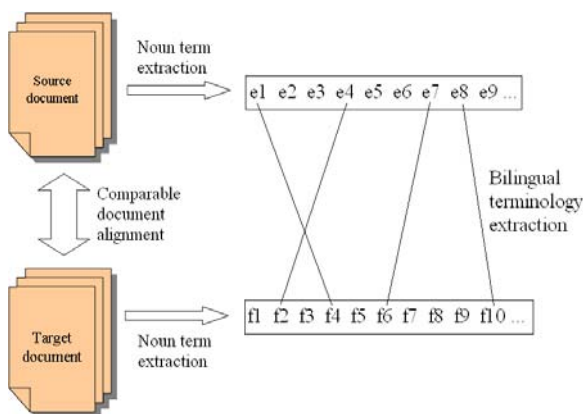 Source
document
Noun term
extraction
e1 e2 e3 e4 e5 e6 e7 e8 e9 ...
Comparable
document
alignment
Bilingual
terminology
extraction
Target
document
Noun term
extraction
f1 f2 f3 f4 f5 f6 f7 f8 f9 f10 ...